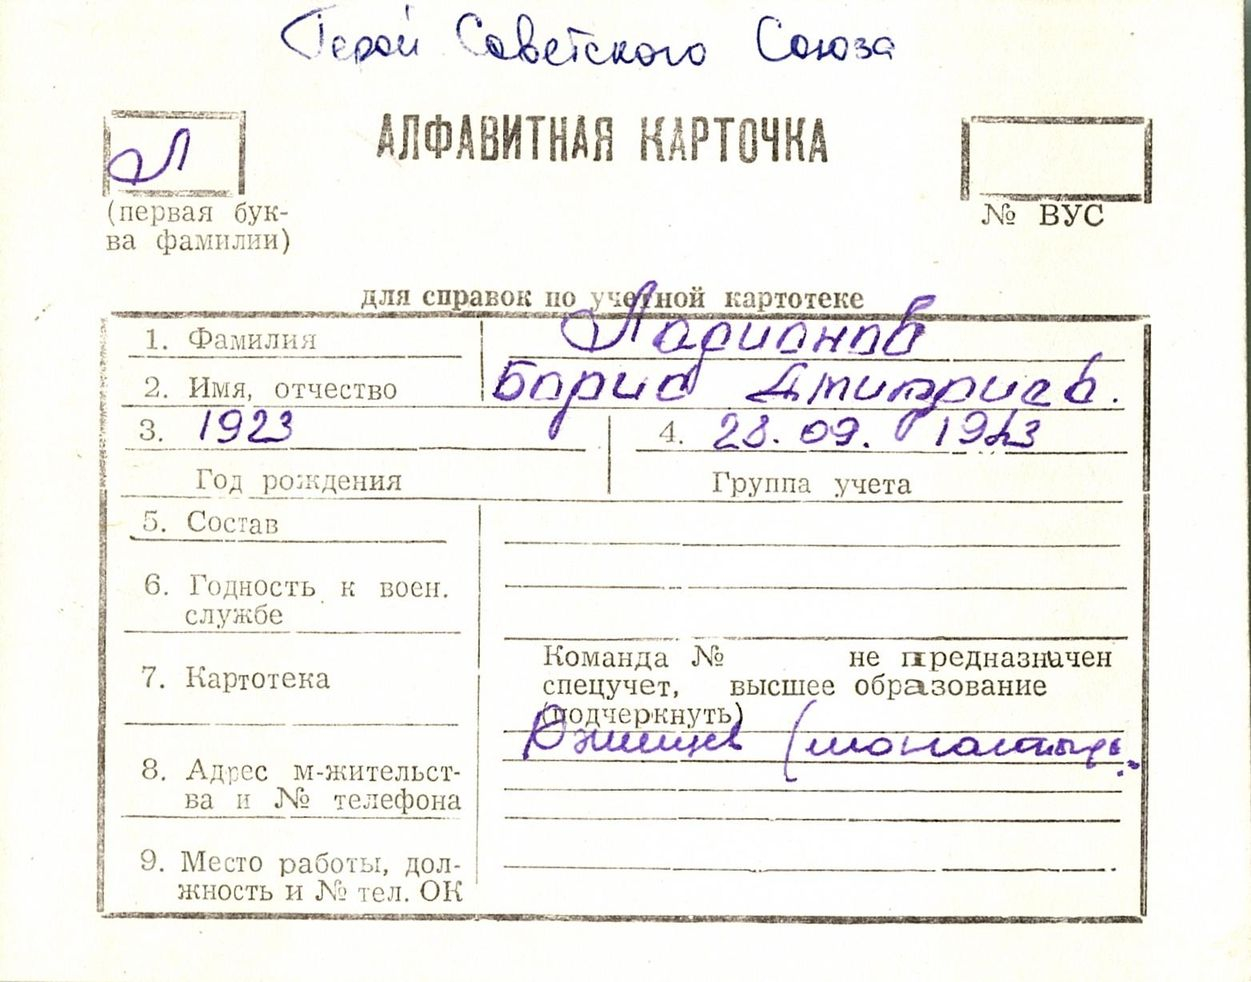 Герой Советского Союза
Л
АЛФАВИТНАЯ КАРТОЧКА
(первая бук-
ва фамилии)
№ ВУС
для справок по учетной картотеке
1. Фамилия Ларионов
2. Имя, отчество Борис Дмитриев.
3. 1923 4. 23.09. 1923
Год рождения Группа учета
5. Состав
6. Годность к воен.
службе
7. Картотека
Команда № не предназначен
спецучет, высшее образование
(подчеркнуть)
(монастырь
8. Адрес м-жительст-
ва и № телефона
9. Место работы, дол-
жность и № тел. ОК